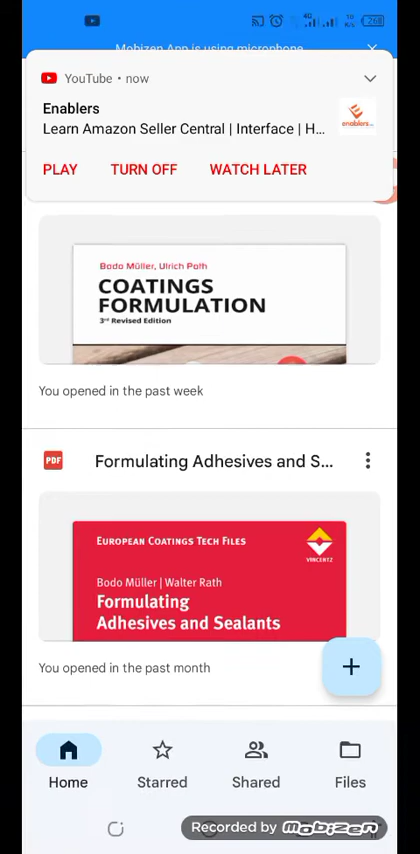 4G
268
Mobizen App is using microphone
YouTube • now
Enablers
Learn Amazon Seller Central | Interface | H...
enablers
PLAY TURN OFF WATCH LATER
Bodo Müller, Ulrich Poth
COATINGS
FORMULATION
3rd Revised Edition
You opened in the past week
PDF Formulating Adhesives and S...
EUROPEAN COATINGS TECH FILES
VINCENTZ
Bodo Müller | Walter Rath
Formulating
Adhesives and Sealants
You opened in the past month
Home Starred Shared Files
Recorded by mobizen